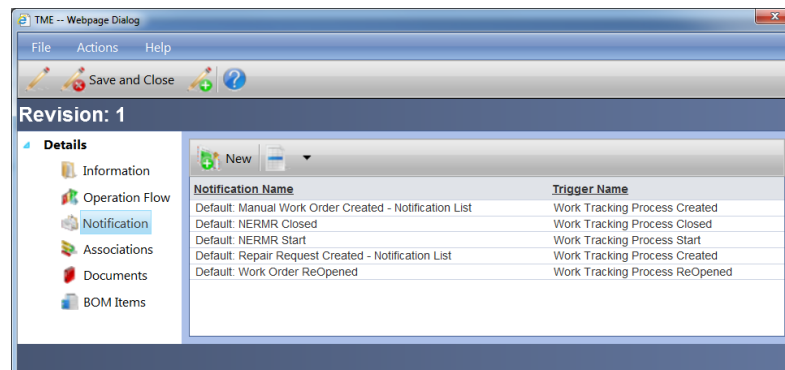 TME -- Webpage Dialog
File Actions Help
Save and Close
Revision: 1
Details
Information
Operation Flow
Notification
Associations
Documents
BOM Items
New
Notification Name Trigger Name
Default: Manual Work Order Created - Notification List Work Tracking Process Created
Default: NERMR Closed Work Tracking Process Closed
Default: NERMR Start Work Tracking Process Start
Default: Repair Request Created - Notification List Work Tracking Process Created
Default: Work Order ReOpened Work Tracking Process ReOpened